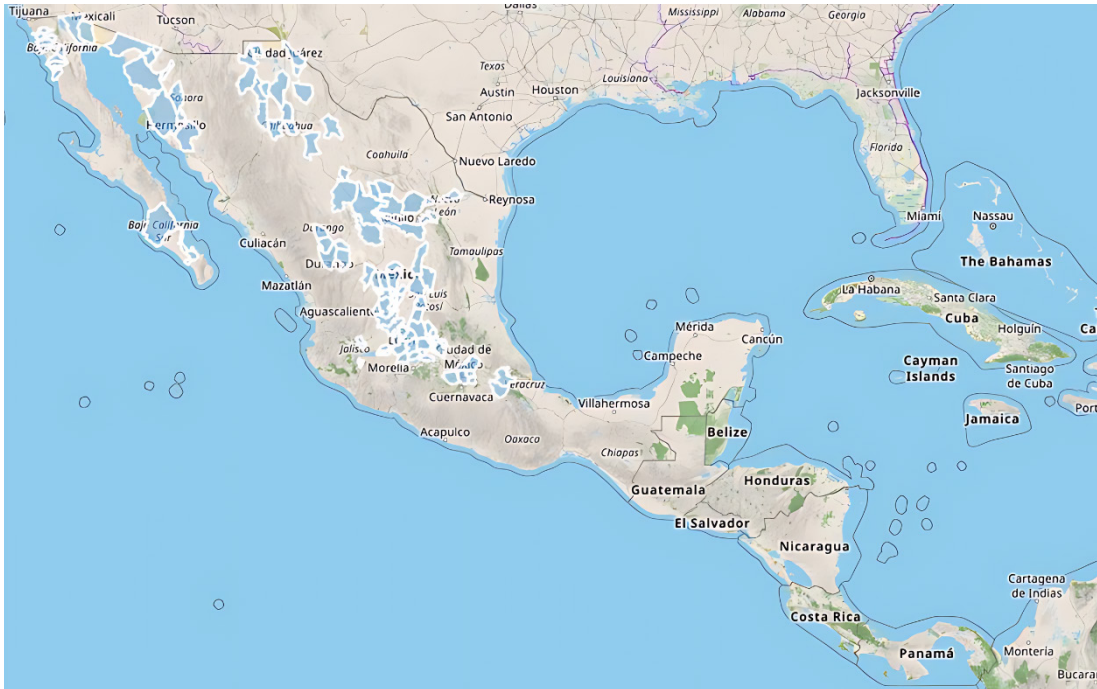 Tijuana
Mexicali
Tucson
Dallas
Mississippi
Alabama
Georgia
Texas
Louisiana
Jacksonville
Austin
Houston
San Antonio
Florida
Hermosillo
Coahuila
Nuevo Laredo
Reynosa
León
Miami
Nassau
Culiacán
Durango
Tamaulipas
The Bahamas
Mazatlán
La Habana
Santa Clara
Cuba
Holguín
Aguascaliente
Mérida
Cancún
Jalisco
Morelia
Campeche
Cayman
Islands
Santiago
de Cuba
Cuernavaca
Villahermosa
Jamaica
Acapulco
Oaxaca
Belize
Chiapas
Guatemala
Honduras
El Salvador
Nicaragua
Cartagena
de Indias
Costa Rica
Panamá
Montería
Bucara